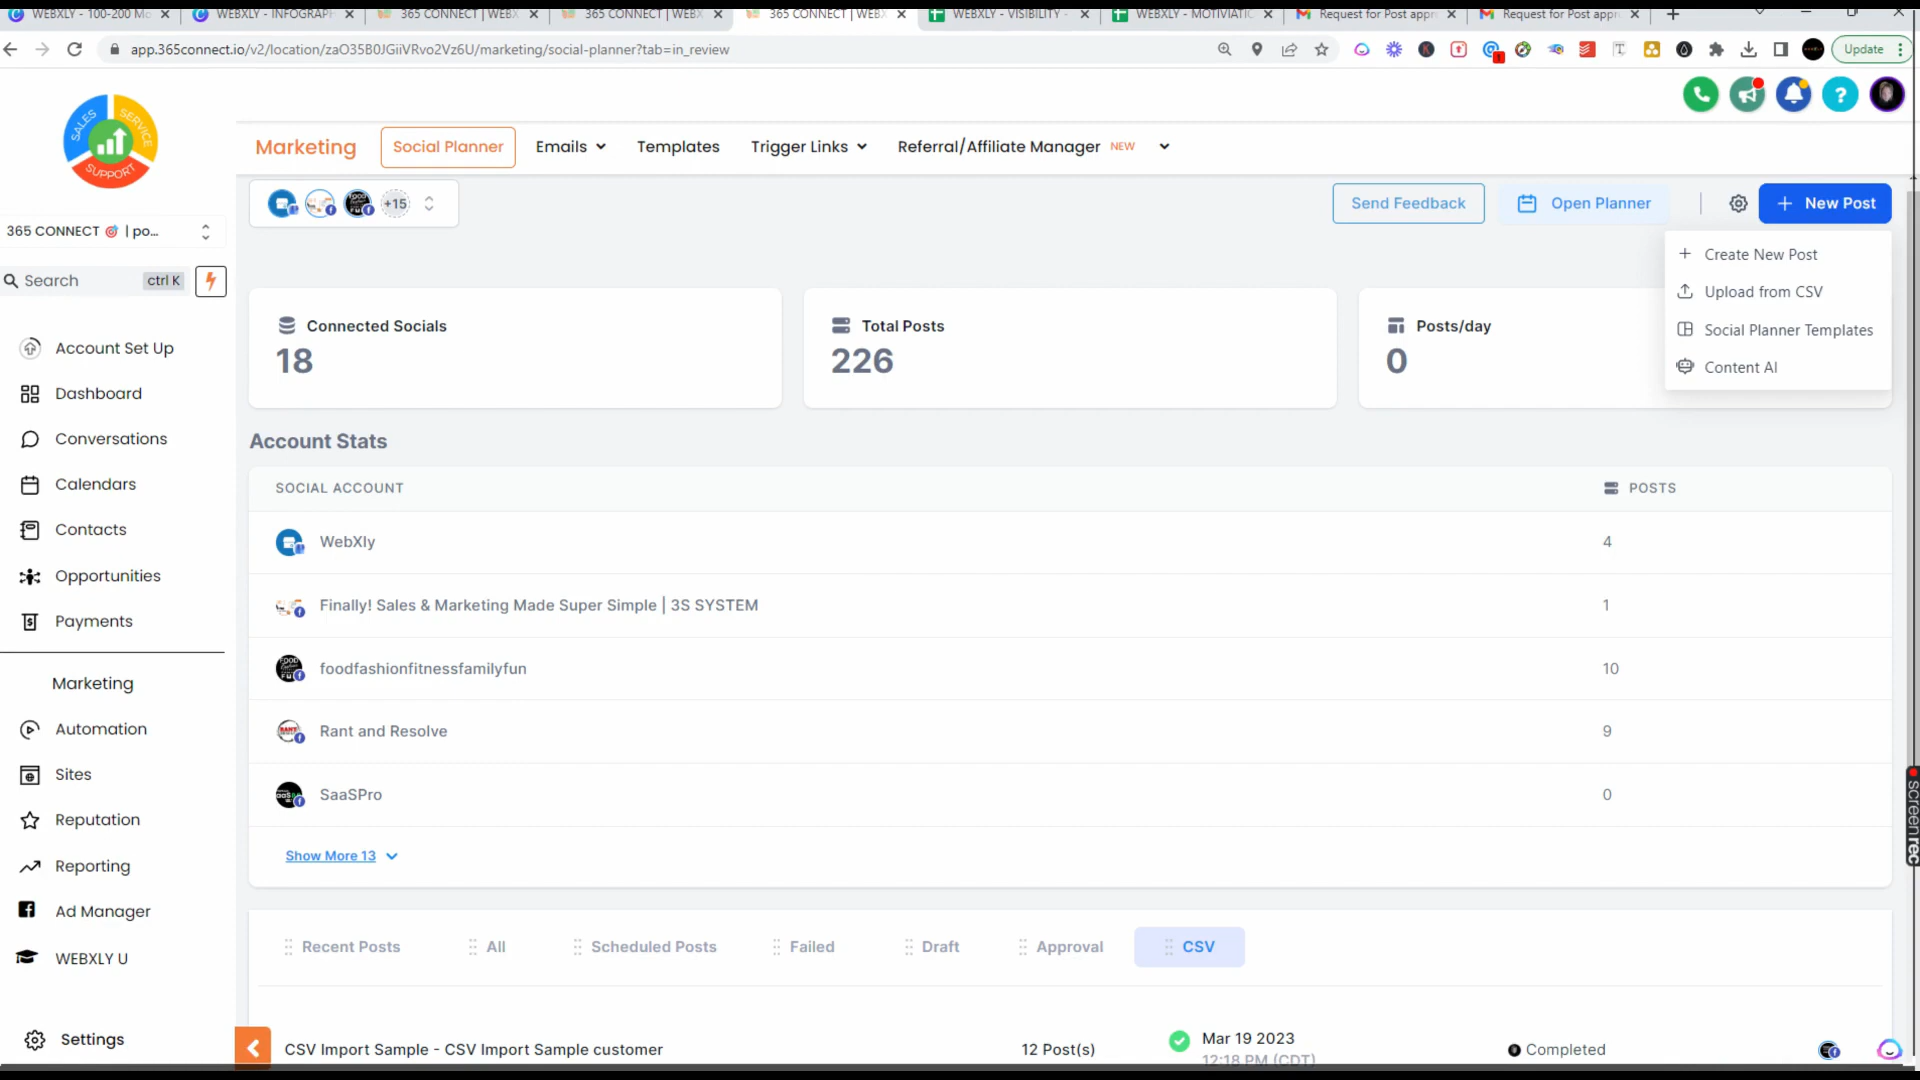 WEBXLY - 100-200 Mo
WEBXLY - INFOGRAPH
365 CONNECT | WEBX
365 CONNECT | WEBX
365 CONNECT | WEBX
WEBXLY - VISIBILITY -
WEBXLY - MOTIVIATIC
Request for Post appro
Request for Post appro
app.365connect.io/v2/location/zaO35B0JGiiVRvo2Vz6U/marketing/social-planner?tab=in_review
Update
SALES
SERVICE
SUPPORT
Marketing
Social Planner
Emails
Templates
Trigger Links
Referral/Affiliate Manager NEW
+15
Send Feedback
Open Planner
New Post
365 CONNECT 🎯 | po...
Search
ctrl K
Create New Post
Upload from CSV
Social Planner Templates
Content AI
Connected Socials
18
Total Posts
226
Posts/day
0
Account Set Up
Dashboard
Conversations
Calendars
Contacts
Opportunities
Payments
Marketing
Automation
Sites
Reputation
Reporting
Ad Manager
WEBXLY U
Settings
Account Stats
SOCIAL ACCOUNT
POSTS
WebXly
4
Finally! Sales & Marketing Made Super Simple | 3S SYSTEM
1
foodfashionfitnessfamilyfun
10
Rant and Resolve
9
SaaSPro
0
Show More 13
Recent Posts
All
Scheduled Posts
Failed
Draft
Approval
CSV
CSV Import Sample - CSV Import Sample customer
12 Post(s)
Mar 19 2023
12:18 PM (CDT)
Completed
screenrec